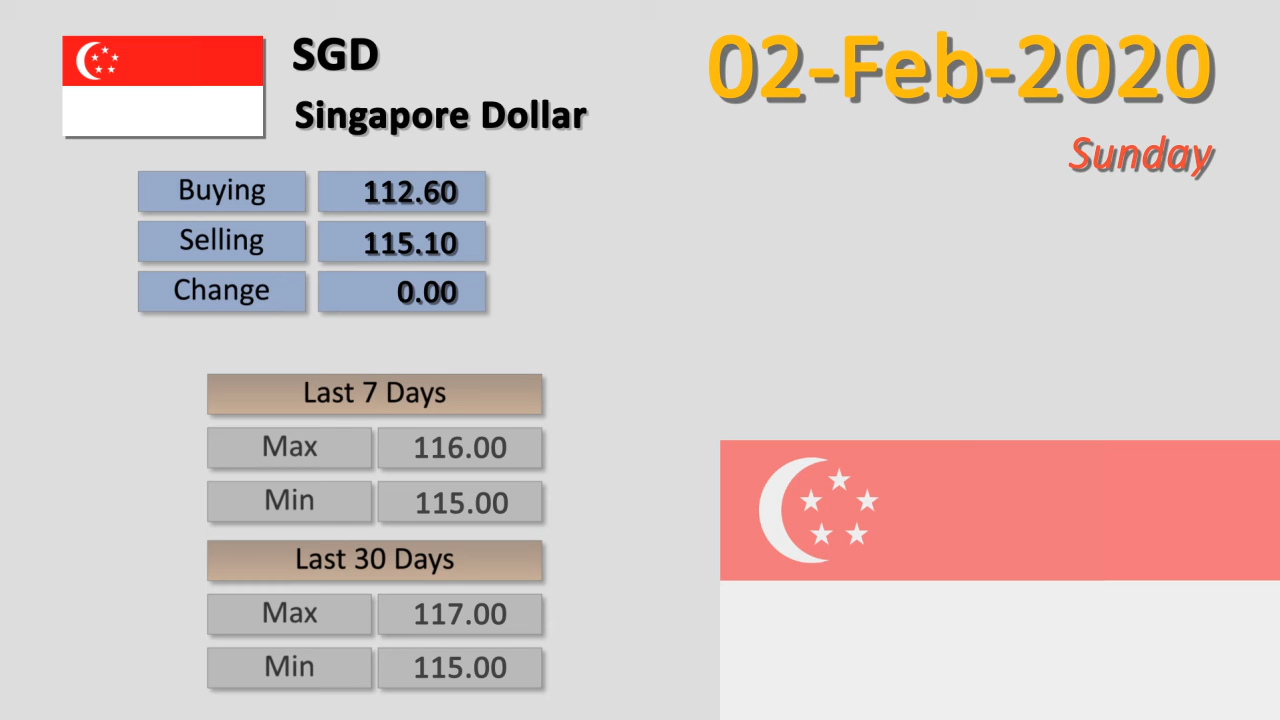 SGD
Singapore Dollar
02-Feb-2020
Sunday
Buying 112.60
Selling 115.10
Change 0.00
Last 7 Days
Max 116.00
Min 115.00
Last 30 Days
Max 117.00
Min 115.00